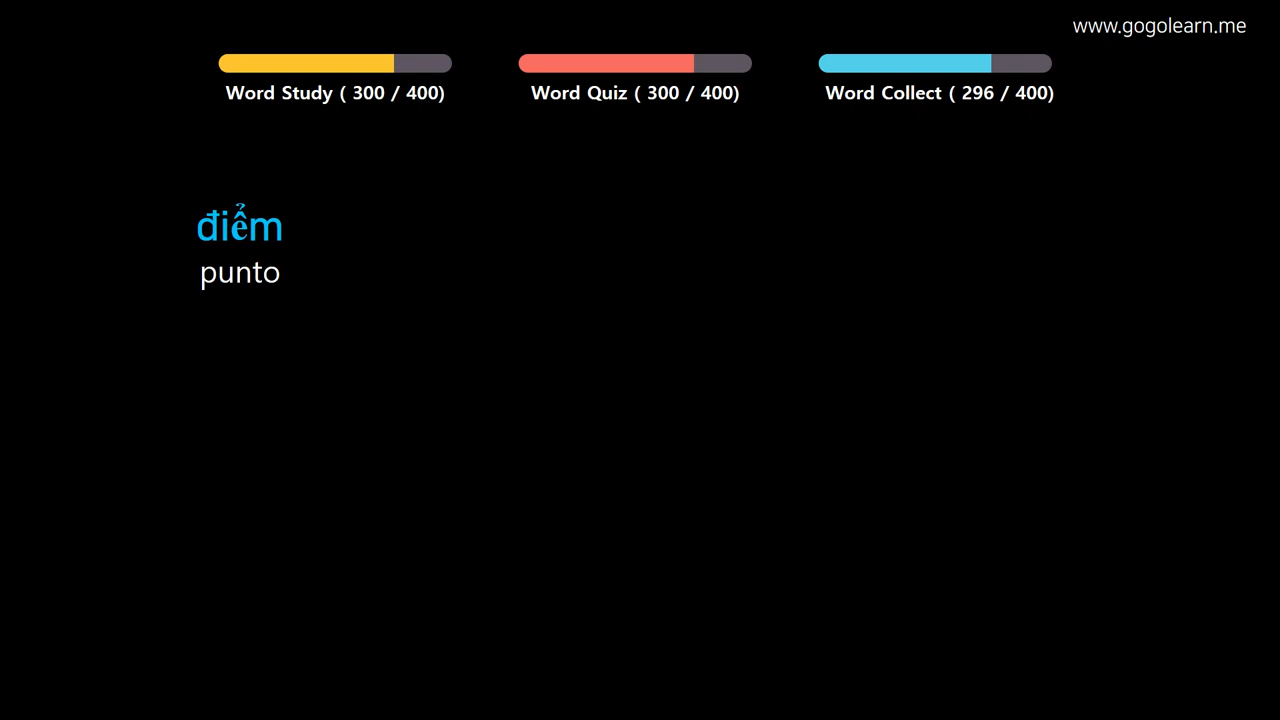 www.gogolearn.me
Word Study ( 300 / 400)
Word Quiz ( 300 / 400)
Word Collect ( 296 / 400)
điểm
punto